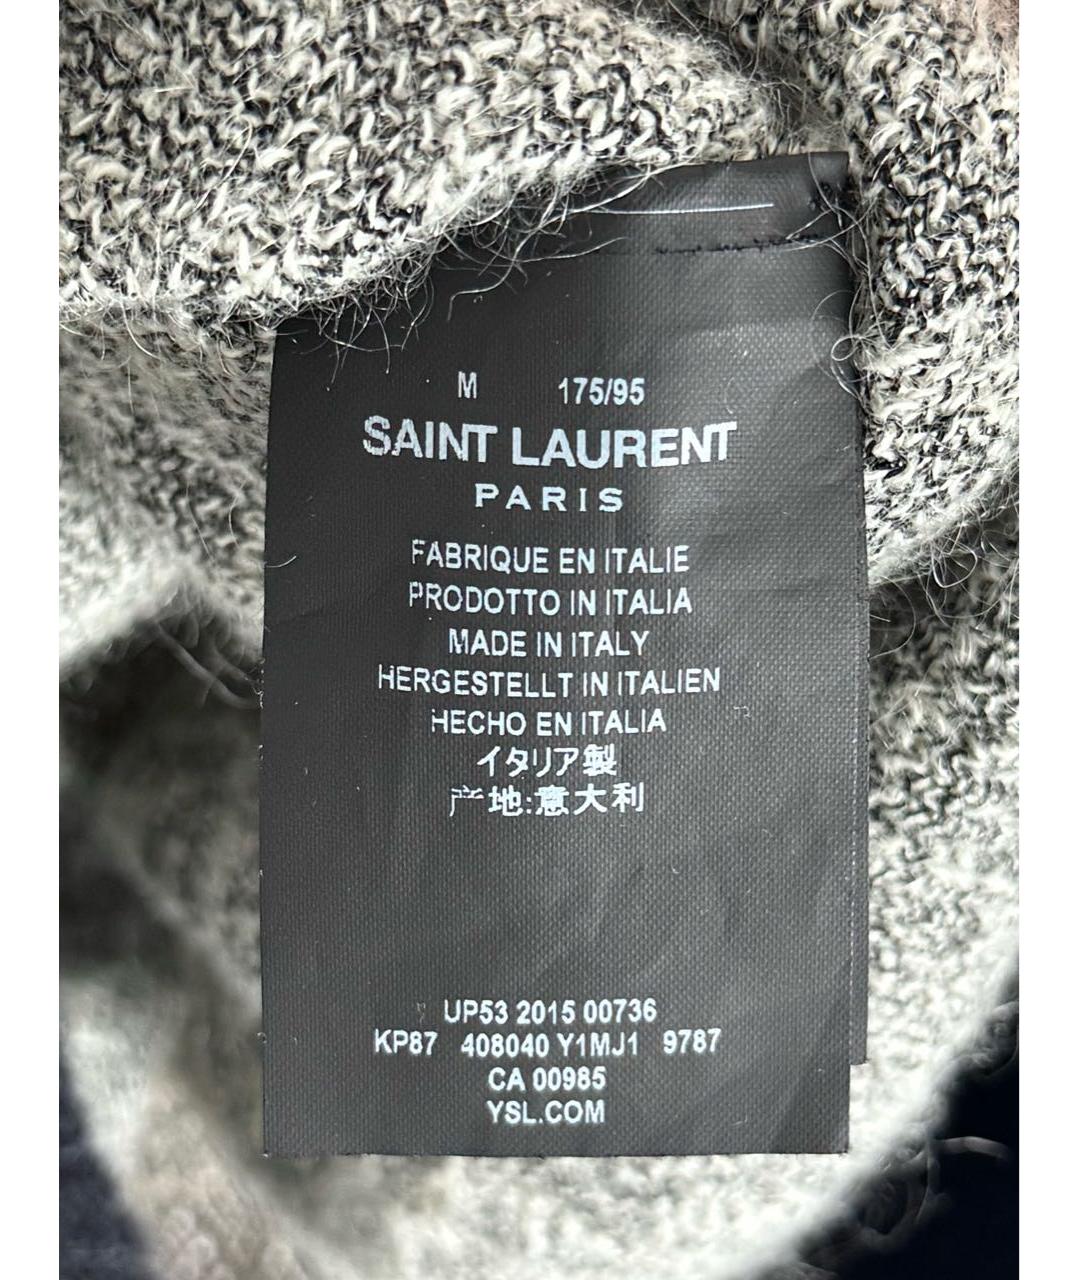 M 175/95
SAINT LAURENT
PARIS
FABRIQUE EN ITALIE
PRODOTTO IN ITALIA
MADE IN ITALY
HERGESTELLT IN ITALIEN
HECHO EN ITALIA
イタリア製
产地:意大利
UP53 2015 00736
KP87 408040 Y1MJ1 9787
CA 00985
YSL.COM